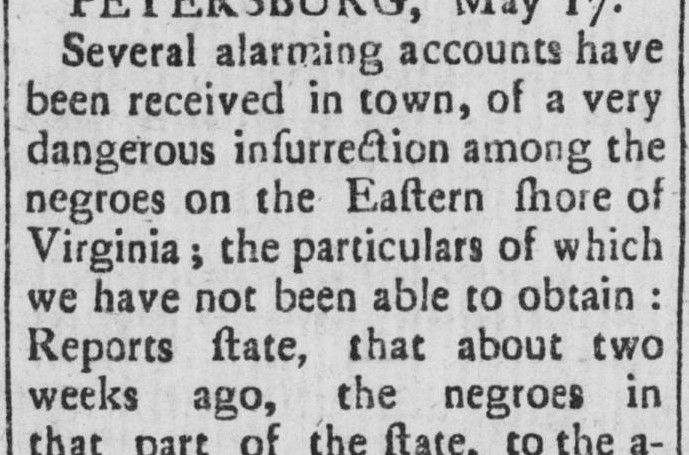 PETERSBURG, May 17.
Several alarming accounts have
been received in town, of a very
dangerous inſurrection among the
negroes on the Eaſtern ſhore of
Virginia; the particulars of which
we have not been able to obtain :
Reports ſtate, that about two
weeks ago, the negroes in
that part of the ſtate, to the a-